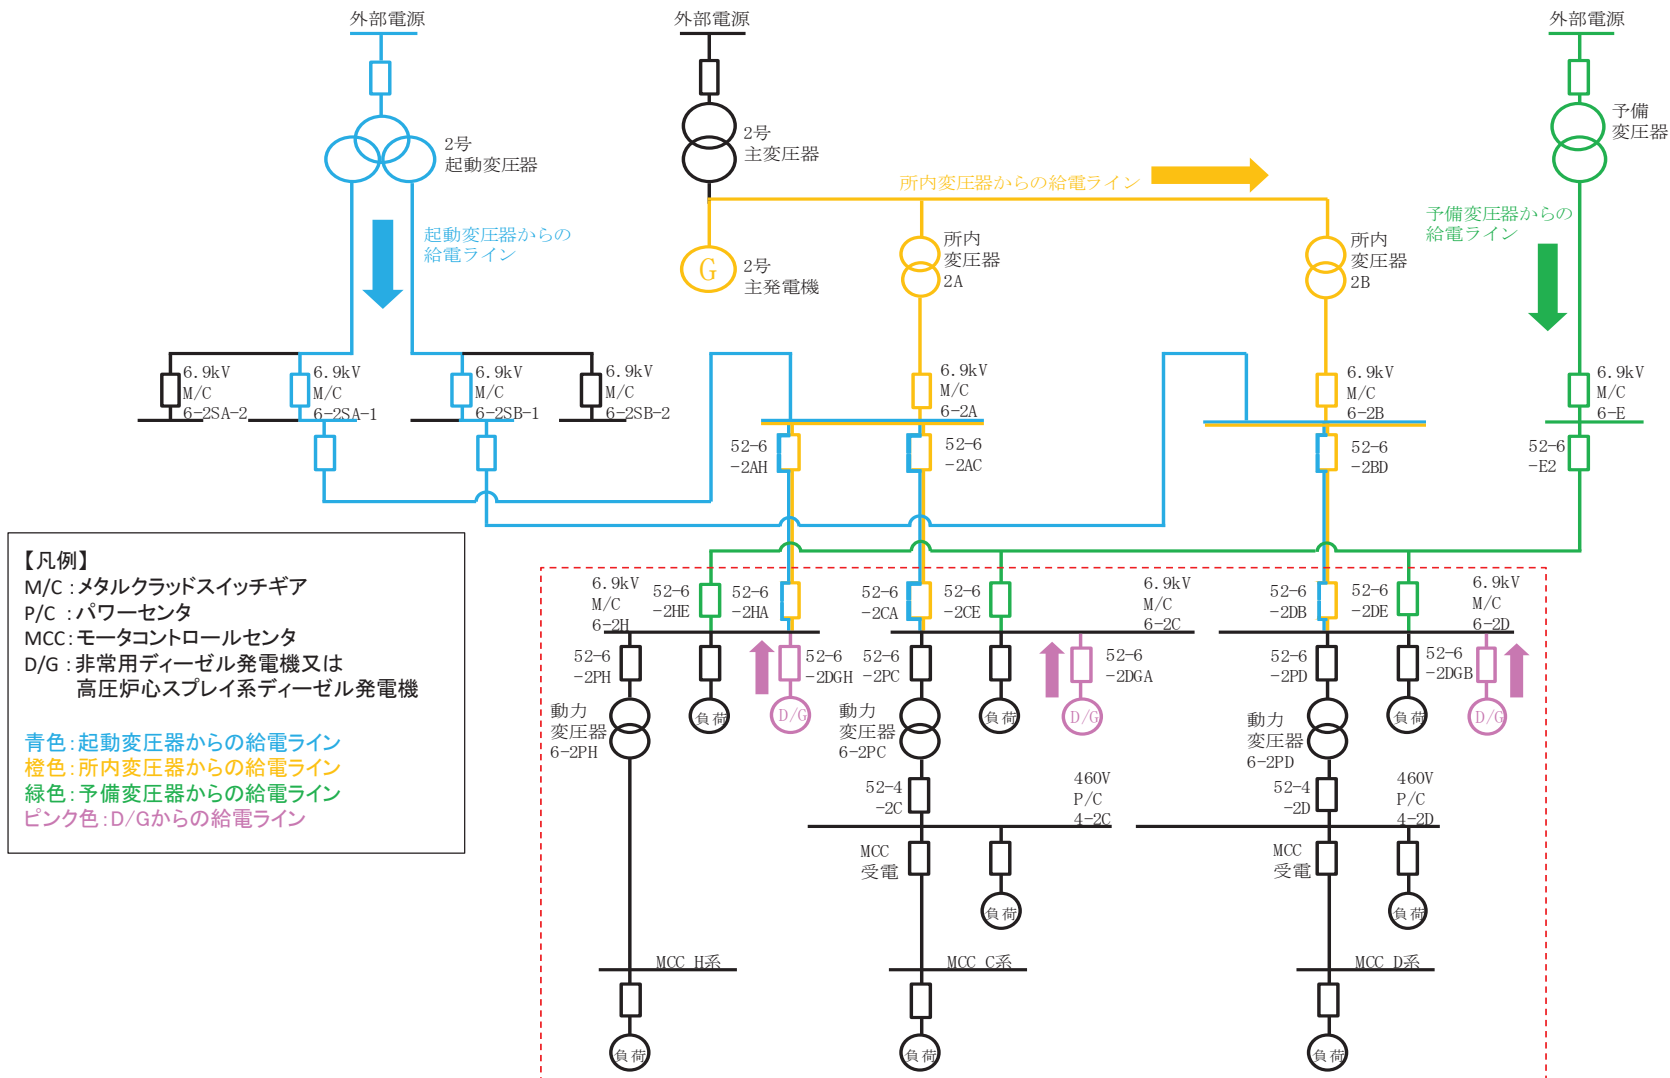 外部電源
外部電源
外部電源
2号
起動変圧器
2号
主変圧器
予備
変圧器
所内変圧器からの給電ライン
起動変圧器からの
給電ライン
予備変圧器からの
給電ライン
G
2号
主発電機
所内
変圧器
2A
所内
変圧器
2B
6.9kV
M/C
6-2SA-2
6.9kV
M/C
6-2SA-1
6.9kV
M/C
6-2SB-1
6.9kV
M/C
6-2SB-2
6.9kV
M/C
6-2A
6.9kV
M/C
6-2B
6.9kV
M/C
6-E
52-6
-2AH
52-6
-2AC
52-6
-2BD
52-6
-E2
【凡例】
M/C：メタルクラッドスイッチギア
P/C ：パワーセンタ
MCC：モータコントロールセンタ
D/G：非常用ディーゼル発電機又は
高圧炉心スプレイ系ディーゼル発電機
青色：起動変圧器からの給電ライン
橙色：所内変圧器からの給電ライン
緑色：予備変圧器からの給電ライン
ピンク色：D/Gからの給電ライン
6.9kV
M/C
6-2H
52-6
-2HE
52-6
-2HA
52-6
-2CA
52-6
-2CE
6.9kV
M/C
6-2C
52-6
-2DB
52-6
-2DE
6.9kV
M/C
6-2D
52-6
-2PH
52-6
-2DGH
52-6
-2PC
52-6
-2DGA
52-6
-2PD
52-6
-2DGB
動力
変圧器
6-2PH
負荷
D/G
動力
変圧器
6-2PC
負荷
D/G
動力
変圧器
6-2PD
負荷
D/G
52-4
-2C
460V
P/C
4-2C
52-4
-2D
460V
P/C
4-2D
MCC
受電
負荷
MCC
受電
負荷
MCC H系
MCC C系
MCC D系
負荷
負荷
負荷